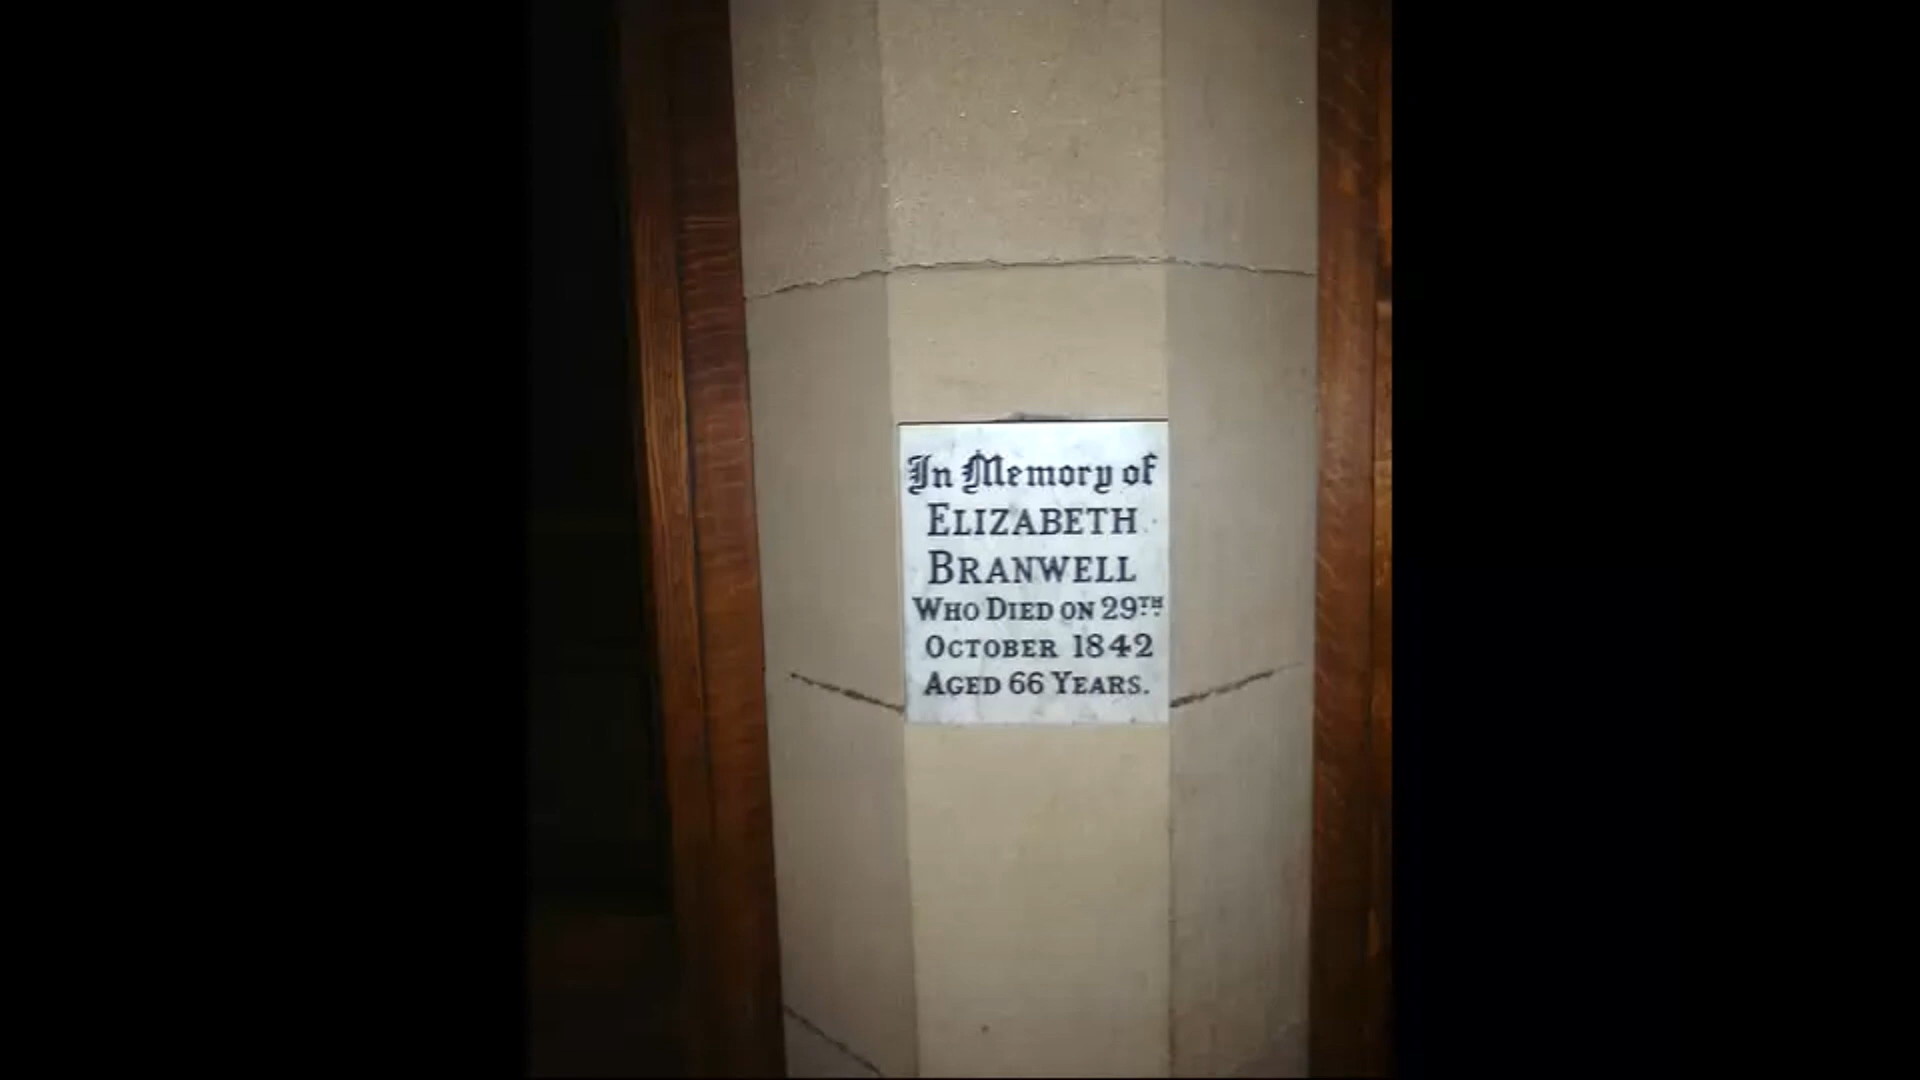 In Memory of
ELIZABETH
BRANWELL
WHO DIED ON 29TH
OCTOBER 1842
AGED 66 YEARS.